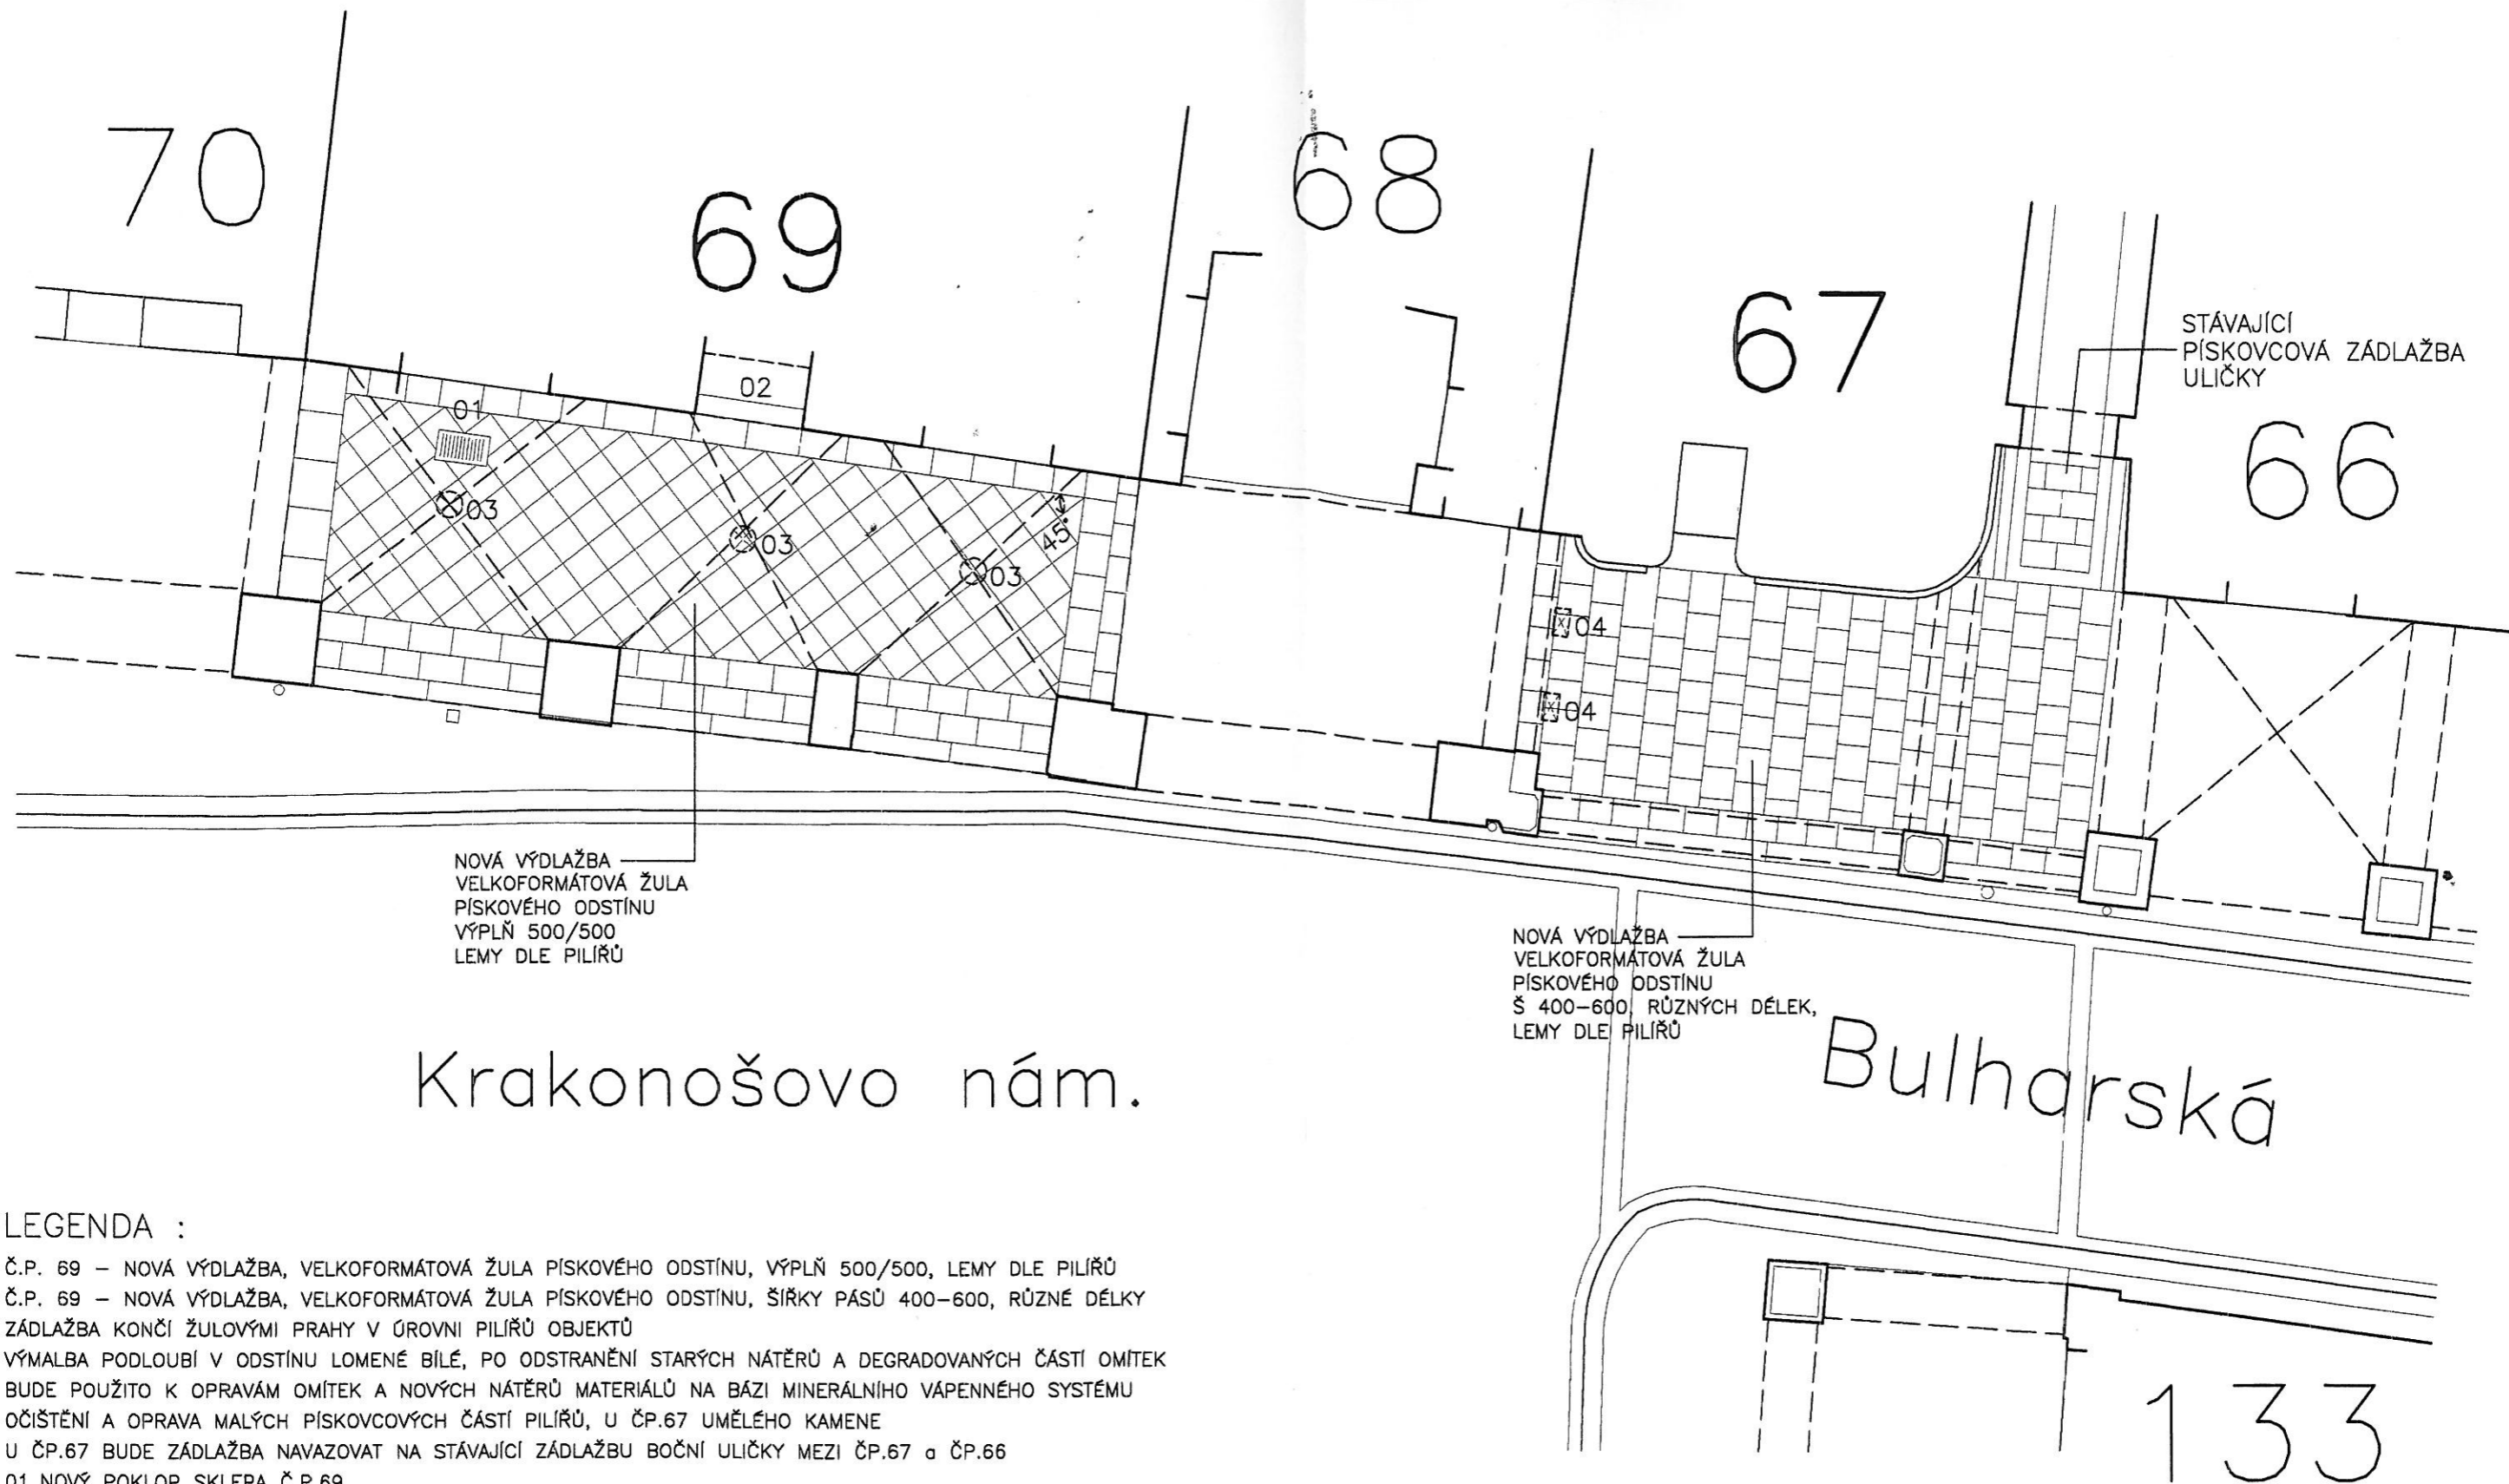 70
69
68
67
66
STÁVAJÍCÍ
PÍSKOVCOVÁ ZÁDLAŽBA
ULIČKY
01
02
03
03
03
45°
04
04
NOVÁ VÝDLAŽBA
VELKOFORMÁTOVÁ ŽULA
PÍSKOVÉHO ODSTÍNU
VÝPLŇ 500/500
LEMY DLE PILÍŘŮ
NOVÁ VÝDLAŽBA
VELKOFORMÁTOVÁ ŽULA
PÍSKOVÉHO ODSTÍNU
Š 400-600, RŮZNÝCH DÉLEK,
LEMY DLE PILÍŘŮ
Krakonošovo nám.
Bulharská
133
LEGENDA :
Č.P. 69 - NOVÁ VÝDLAŽBA, VELKOFORMÁTOVÁ ŽULA PÍSKOVÉHO ODSTÍNU, VÝPLŇ 500/500, LEMY DLE PILÍŘŮ
Č.P. 69 - NOVÁ VÝDLAŽBA, VELKOFORMÁTOVÁ ŽULA PÍSKOVÉHO ODSTÍNU, ŠÍŘKY PÁSŮ 400-600, RŮZNÉ DÉLKY
ZÁDLAŽBA KONČÍ ŽULOVÝMI PRAHY V ÚROVNI PILÍŘŮ OBJEKTŮ
VÝMALBA PODLOUBÍ V ODSTÍNU LOMENÉ BÍLÉ, PO ODSTRANĚNÍ STARÝCH NÁTĚRŮ A DEGRADOVANÝCH ČÁSTÍ OMÍTEK
BUDE POUŽITO K OPRAVÁM OMÍTEK A NOVÝCH NÁTĚRŮ MATERIÁLŮ NA BÁZI MINERÁLNÍHO VÁPENNÉHO SYSTÉMU
OČIŠTĚNÍ A OPRAVA MALÝCH PÍSKOVCOVÝCH ČÁSTÍ PILÍŘŮ, U ČP.67 UMĚLÉHO KAMENE
U ČP.67 BUDE ZÁDLAŽBA NAVAZOVAT NA STÁVAJÍCÍ ZÁDLAŽBU BOČNÍ ULIČKY MEZI ČP.67 a ČP.66
01 NOVÝ POKLOP SKLEPA Č.P.69